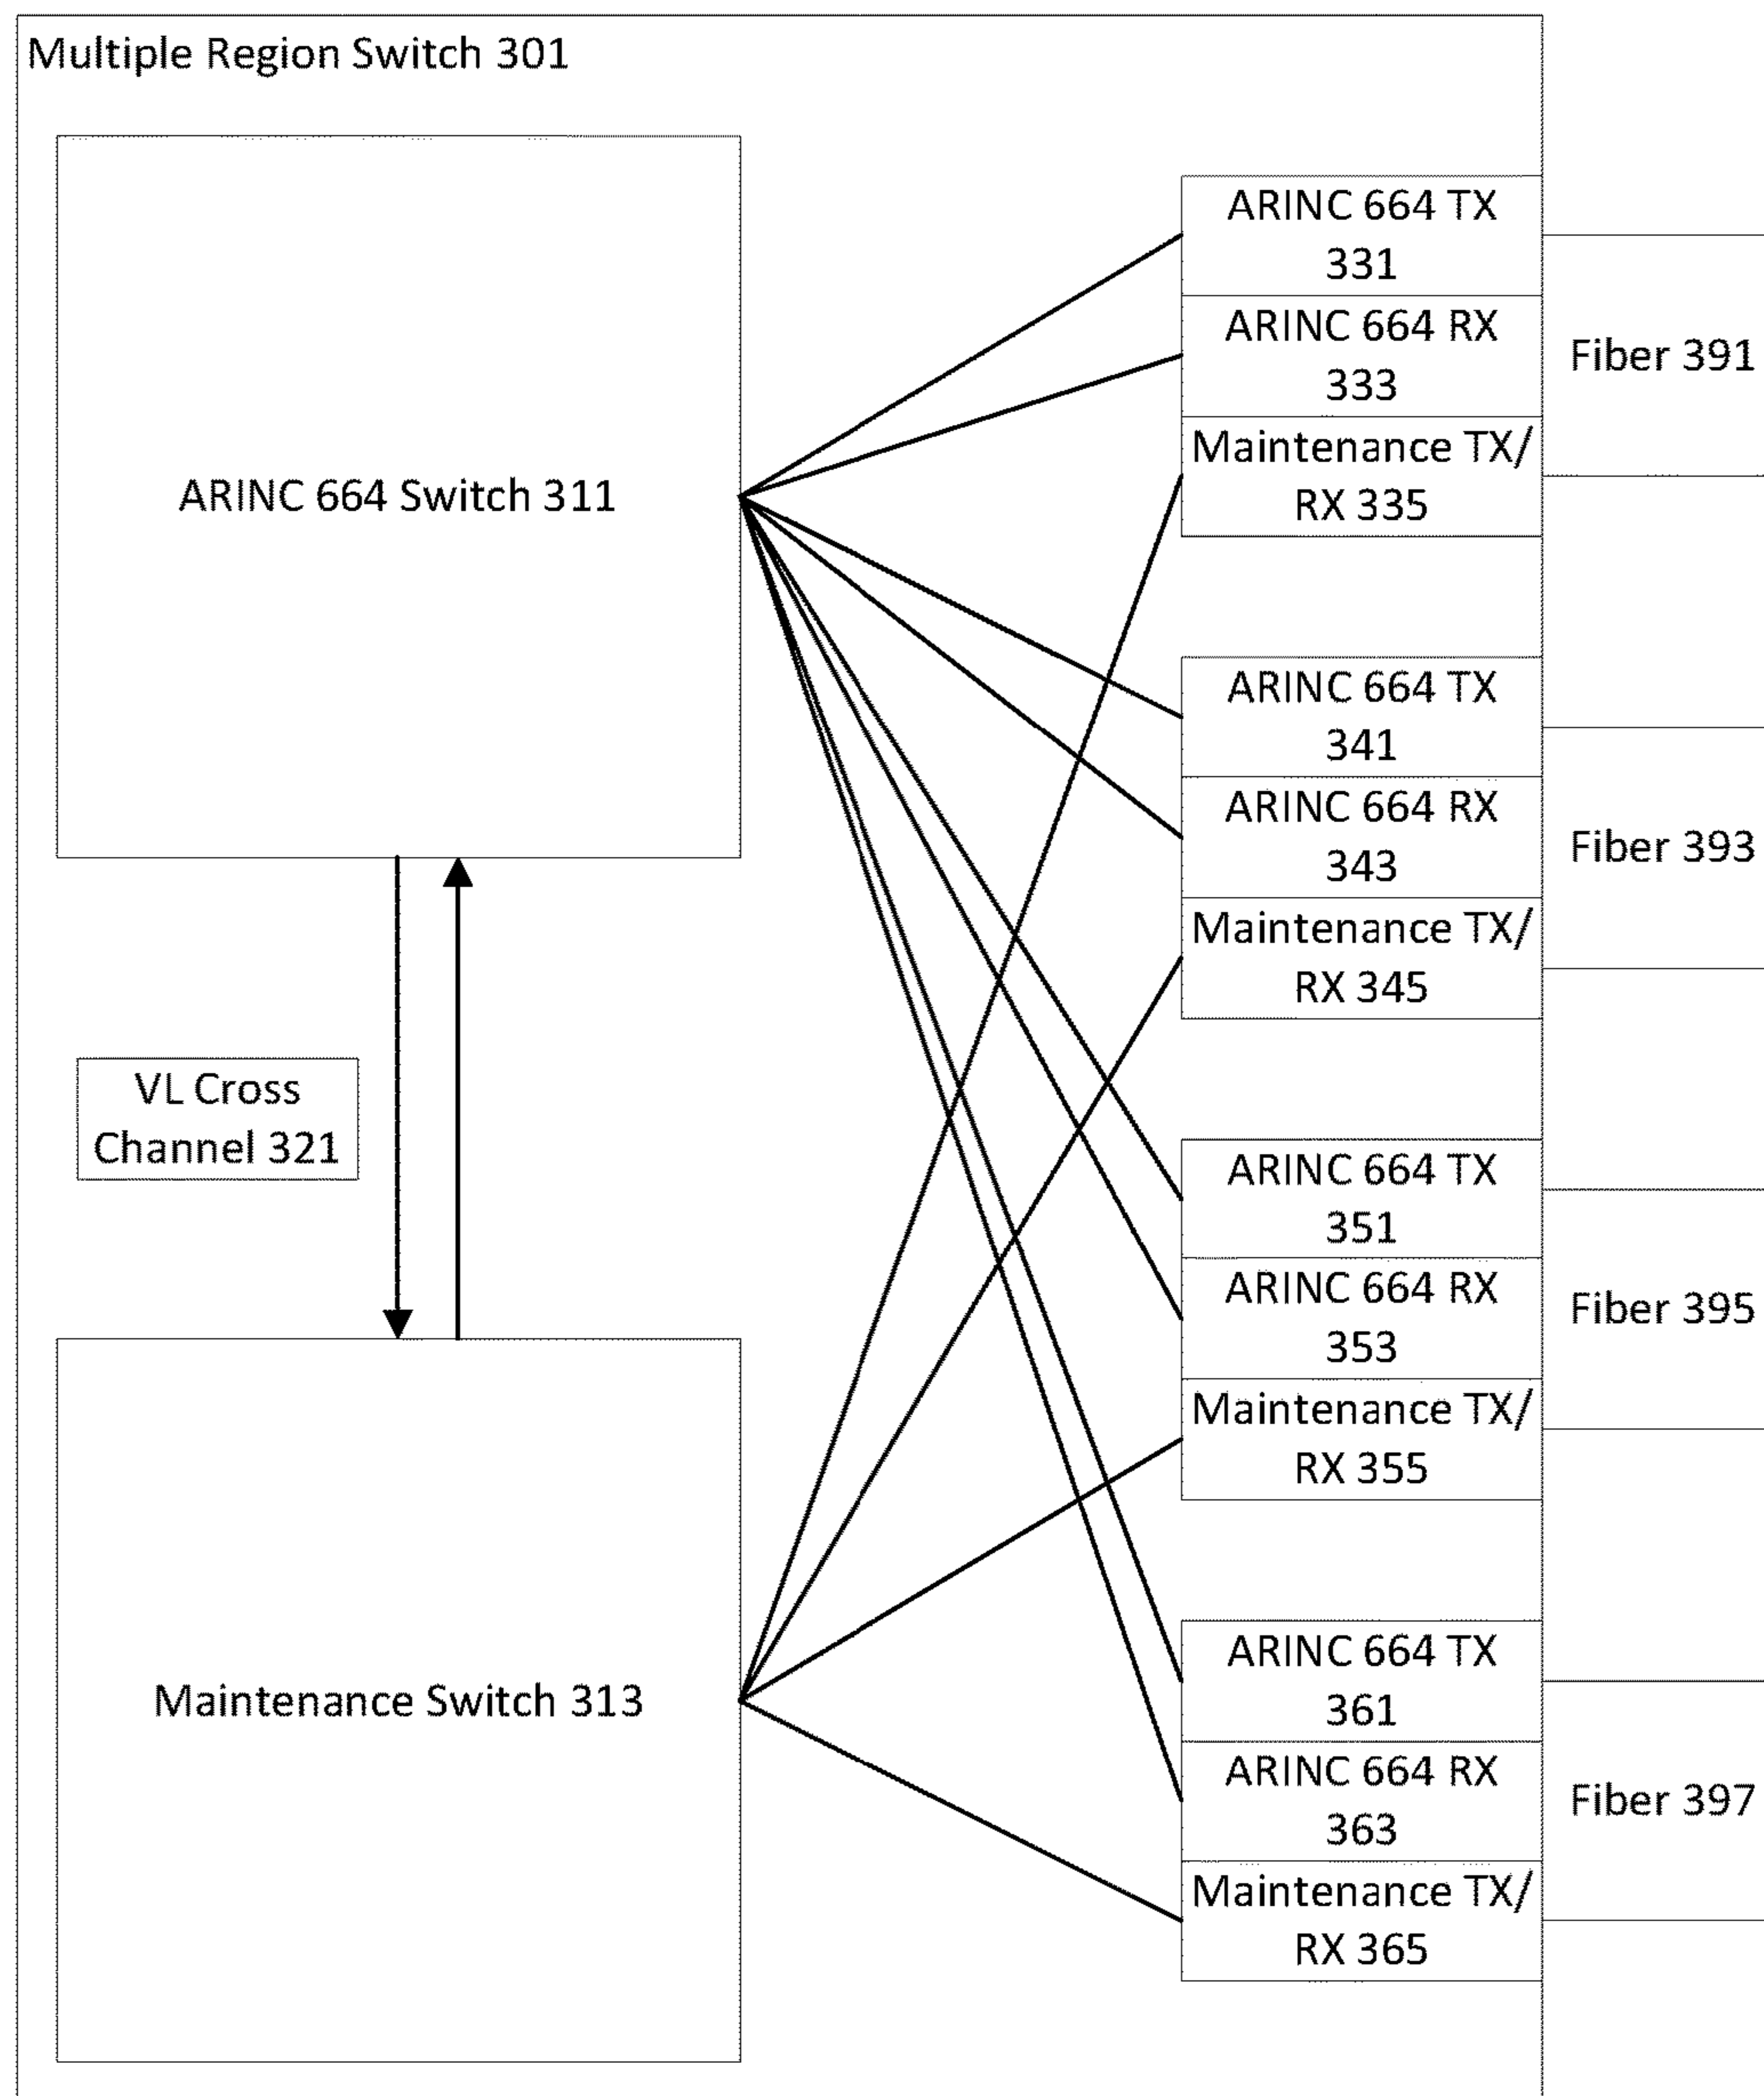 Multiple Region Switch 301
ARINC 664 Switch 311
VL Cross
Channel 321
Maintenance Switch 313
ARINC 664 TX
331
ARINC 664 RX
333
Maintenance TX/
RX 335
Fiber 391
ARINC 664 TX
341
ARINC 664 RX
343
Maintenance TX/
RX 345
Fiber 393
ARINC 664 TX
351
ARINC 664 RX
353
Maintenance TX/
RX 355
Fiber 395
ARINC 664 TX
361
ARINC 664 RX
363
Maintenance TX/
RX 365
Fiber 397